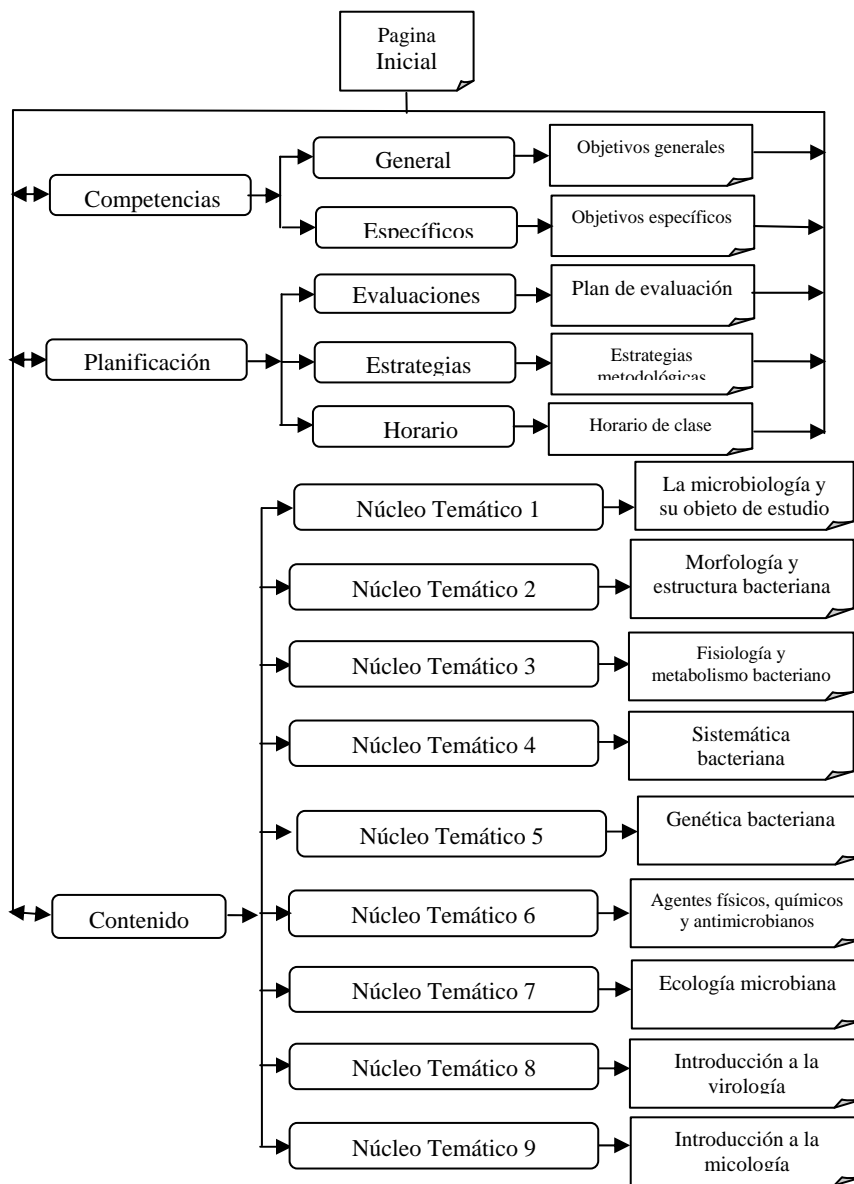 Pagina
Inicial
General
Objetivos generales
Competencias
Específicos
Objetivos específicos
Evaluaciones
Plan de evaluación
Planificación
Estrategias
Estrategias
metodológicas
Horario
Horario de clase
Núcleo Temático 1
La microbiología y
su objeto de estudio
Núcleo Temático 2
Morfología y
estructura bacteriana
Núcleo Temático 3
Fisiología y
metabolismo bacteriano
Núcleo Temático 4
Sistemática
bacteriana
Núcleo Temático 5
Genética bacteriana
Contenido
Núcleo Temático 6
Agentes físicos, químicos
y antimicrobianos
Núcleo Temático 7
Ecología microbiana
Núcleo Temático 8
Introducción a la
virología
Núcleo Temático 9
Introducción a la
micología